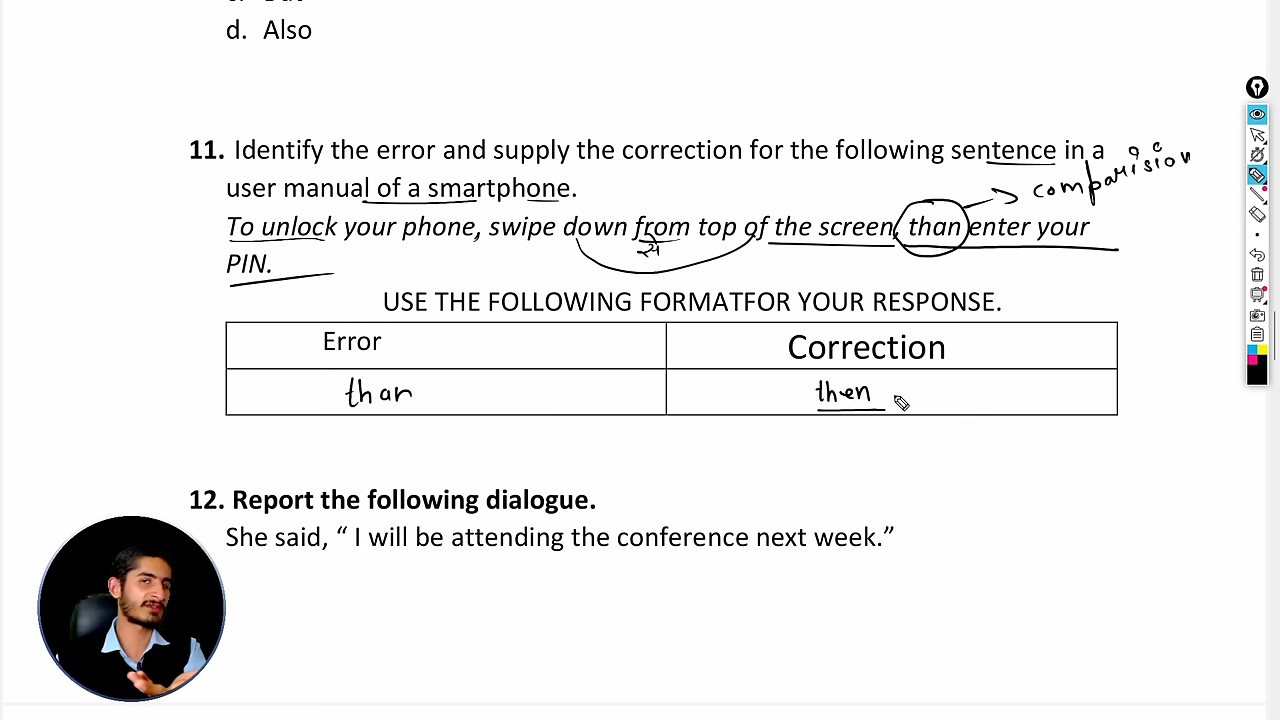 d. Also
11. Identify the error and supply the correction for the following sentence in a
user manual of a smartphone.
comparision
To unlock your phone, swipe down from top of the screen, than enter your
से
PIN.
USE THE FOLLOWING FORMATFOR YOUR RESPONSE.
Error Correction
than then
12. Report the following dialogue.
She said, “ I will be attending the conference next week.”